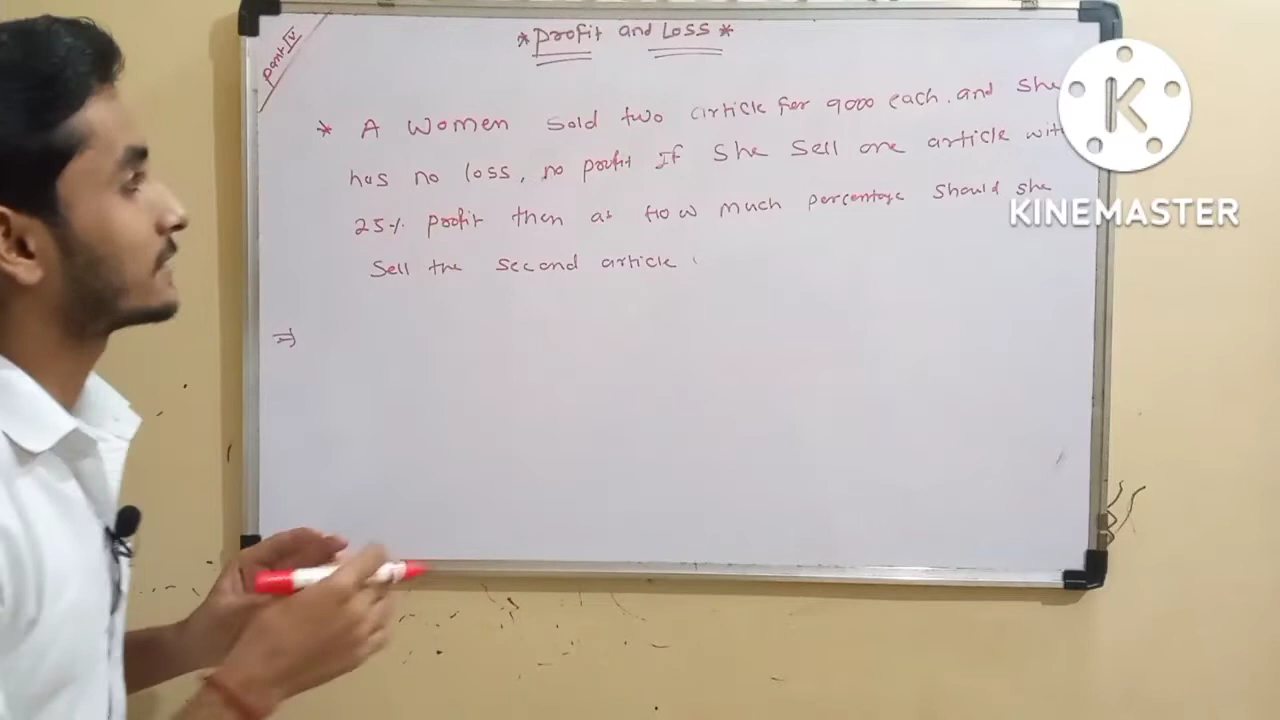 Part IV
* Profit and Loss *
* A women sold two article for 9000 each. and she
has no loss, no profit If she sell one article with
25% profit then at How much percentage should she
Sell the second article
=)
K
KINEMASTER